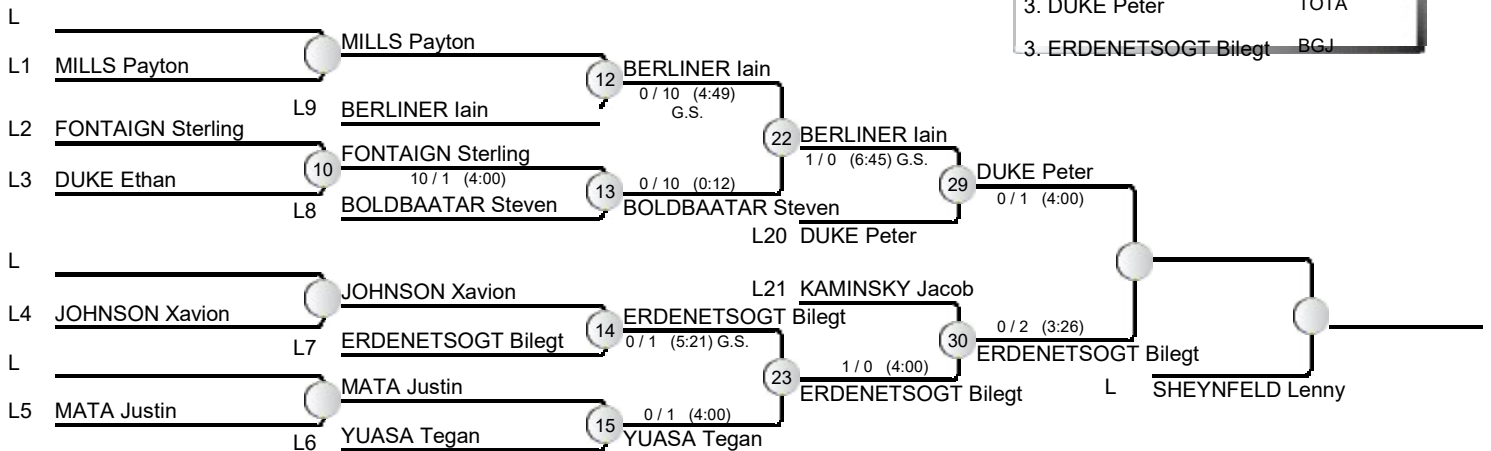 3. DUKE Peter TOTA
3. ERDENETSOGT Bilegt BGJ
L
MILLS Payton
L1 MILLS Payton
12
BERLINER Iain
0 / 10 (4:49)
G.S.
L9 BERLINER Iain
L2 FONTAIGN Sterling
22
BERLINER Iain
1 / 0 (6:45) G.S.
10
FONTAIGN Sterling
10 / 1 (4:00)
L3 DUKE Ethan
13
0 / 10 (0:12)
BOLDBAATAR Steven
L8 BOLDBAATAR Steven
29
DUKE Peter
0 / 1 (4:00)
L20 DUKE Peter
L
JOHNSON Xavion
L4 JOHNSON Xavion
L21 KAMINSKY Jacob
14
ERDENETSOGT Bilegt
0 / 1 (5:21) G.S.
L7 ERDENETSOGT Bilegt
30
0 / 2 (3:26)
ERDENETSOGT Bilegt
L
23
1 / 0 (4:00)
ERDENETSOGT Bilegt
L SHEYNFELD Lenny
MATA Justin
L5 MATA Justin
15
0 / 1 (4:00)
YUASA Tegan
L6 YUASA Tegan